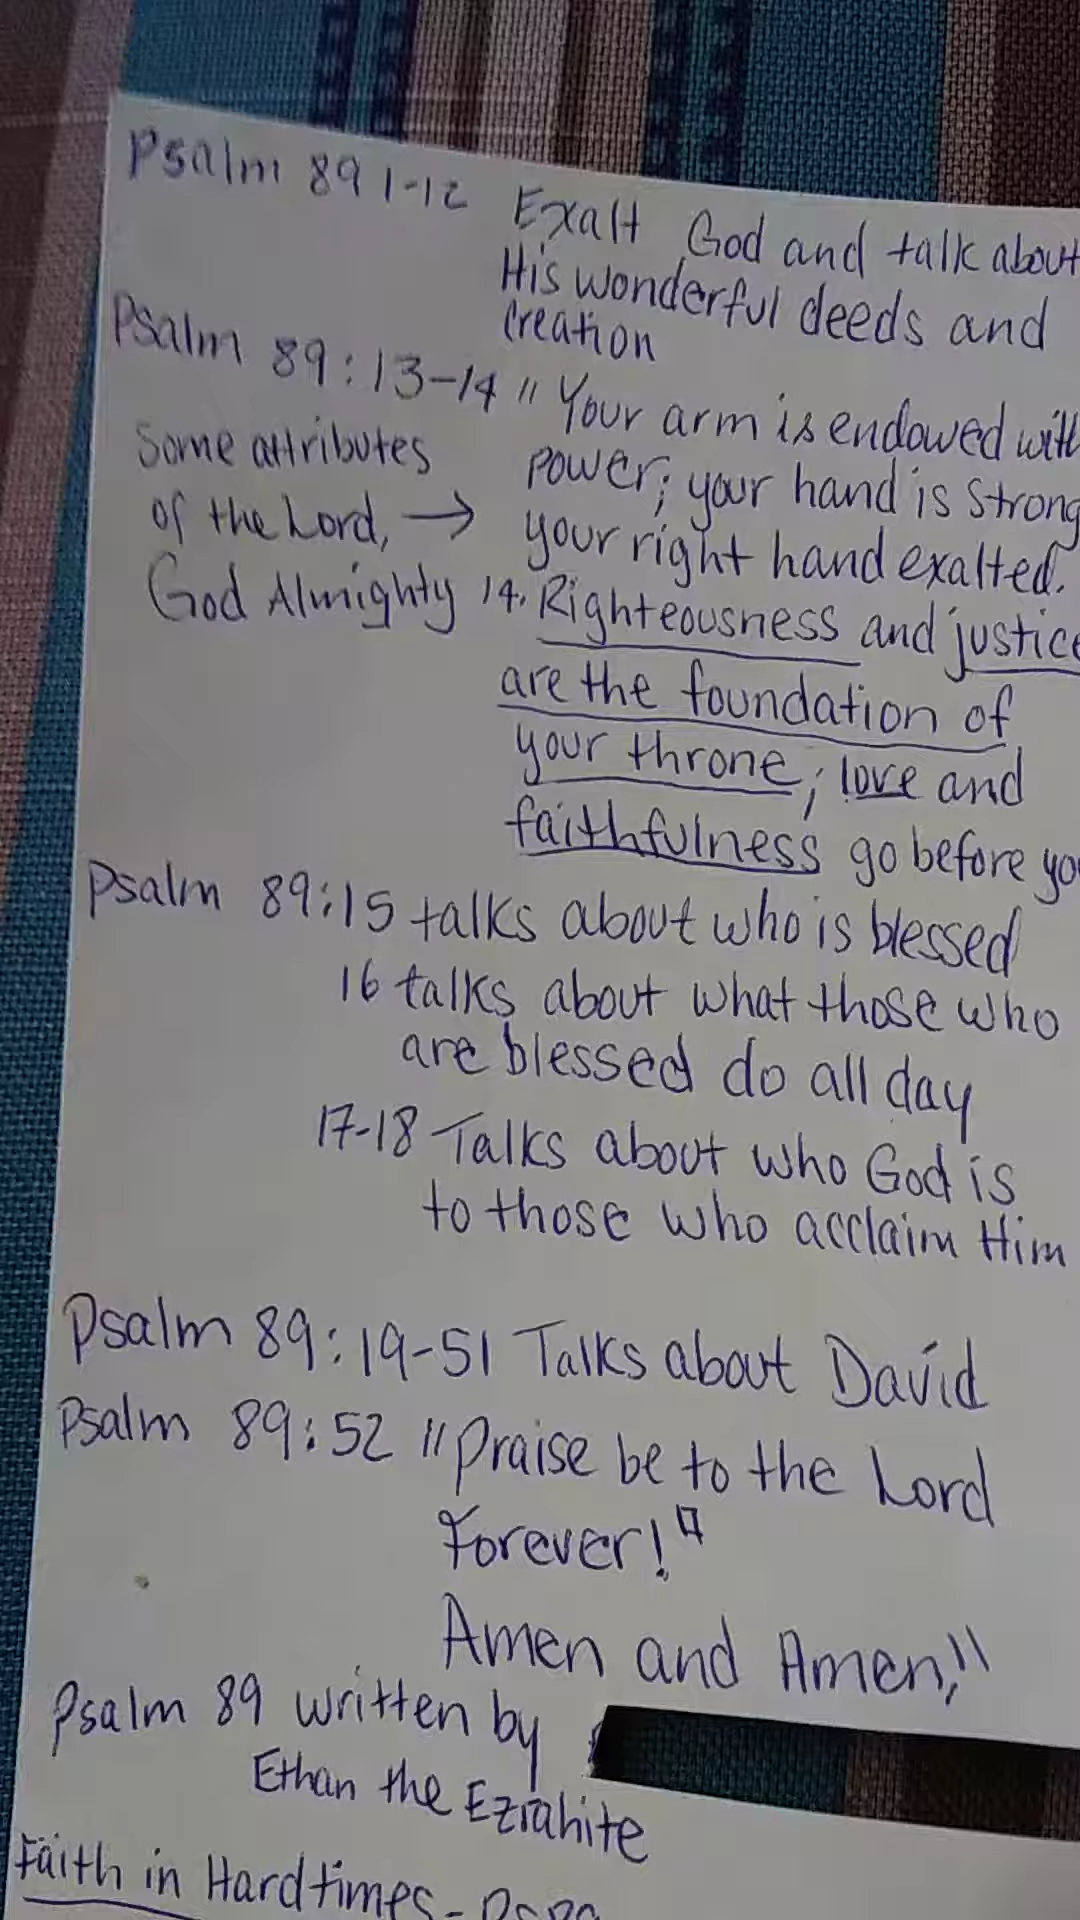 Psalm 89 1-12 Exalt God and talk about
His wonderful deeds and
Creation
Psalm 89:13-14 "Your arm is endowed with
Some attributes power; your hand is strong
of the Lord, → your right hand exalted.
God Almighty 14. Righteousness and justice
are the foundation of
your throne; love and
faithfulness go before you
Psalm 89:15 talks about who is blessed
16 talks about what those who
are blessed do all day
17-18 Talks about who God is
to those who acclaim Him
Psalm 89:19-51 Talks about David
Psalm 89:52 "Praise be to the Lord
Forever!"
Amen and Amen,"
Psalm 89 written by
Ethan the Ezrahite
Faith in Hard times -